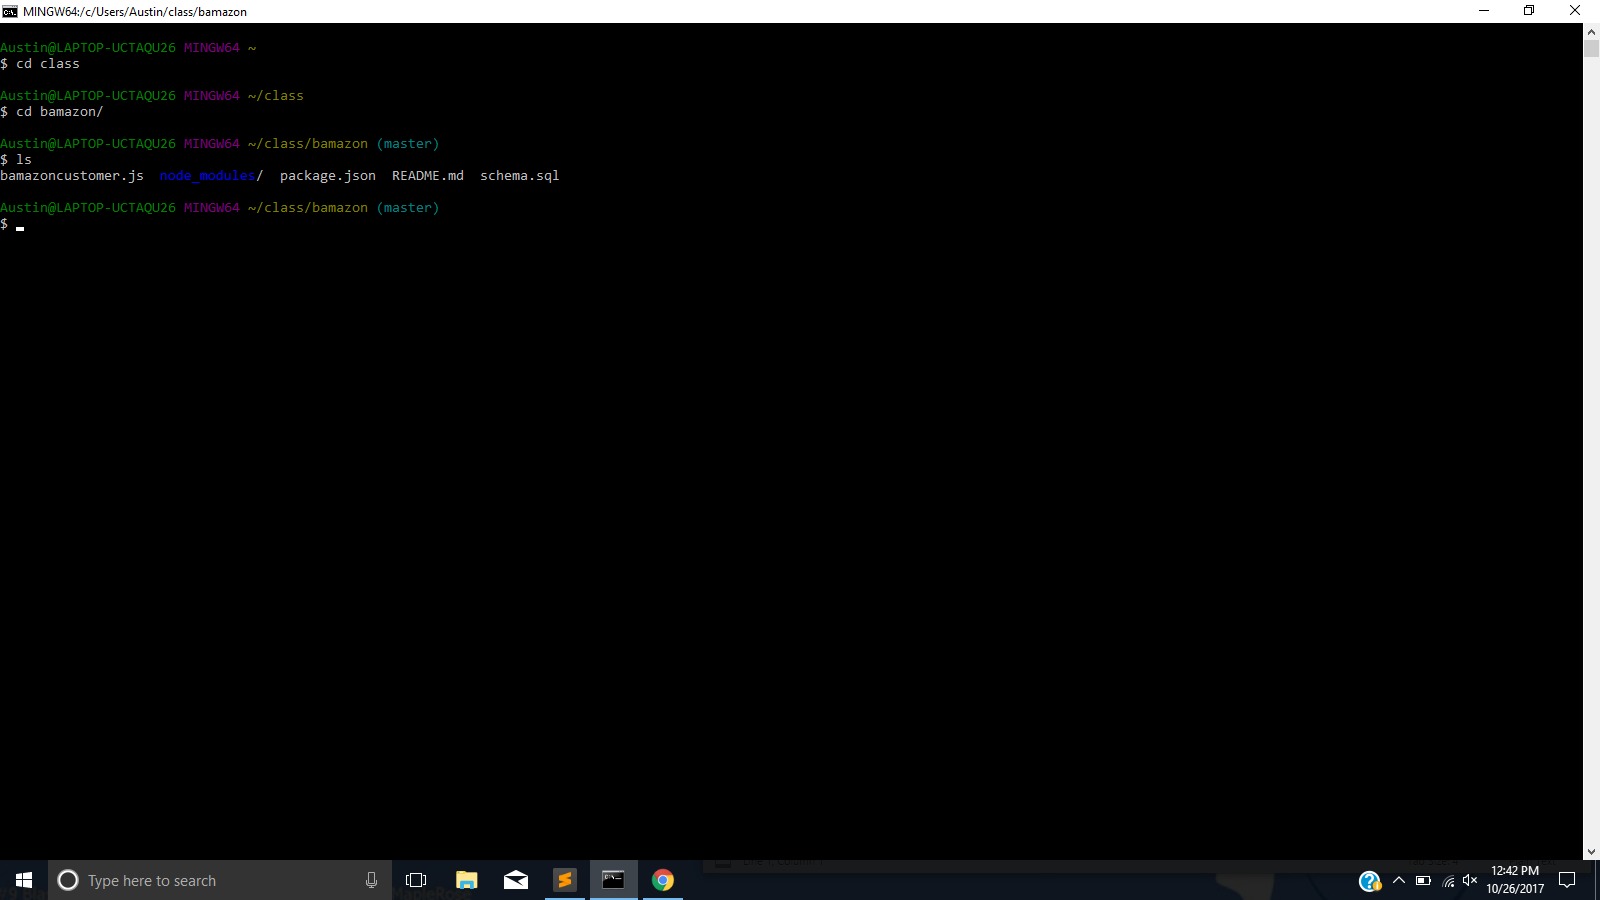 MINGW64:/c/Users/Austin/class/bamazon
Austin@LAPTOP-UCTAQU26 MINGW64 ~
$ cd class
Austin@LAPTOP-UCTAQU26 MINGW64 ~/class
$ cd bamazon/
Austin@LAPTOP-UCTAQU26 MINGW64 ~/class/bamazon (master)
$ ls
bamazoncustomer.js  node_modules/  package.json  README.md  schema.sql
Austin@LAPTOP-UCTAQU26 MINGW64 ~/class/bamazon (master)
$
Type here to search
12:42 PM
10/26/2017